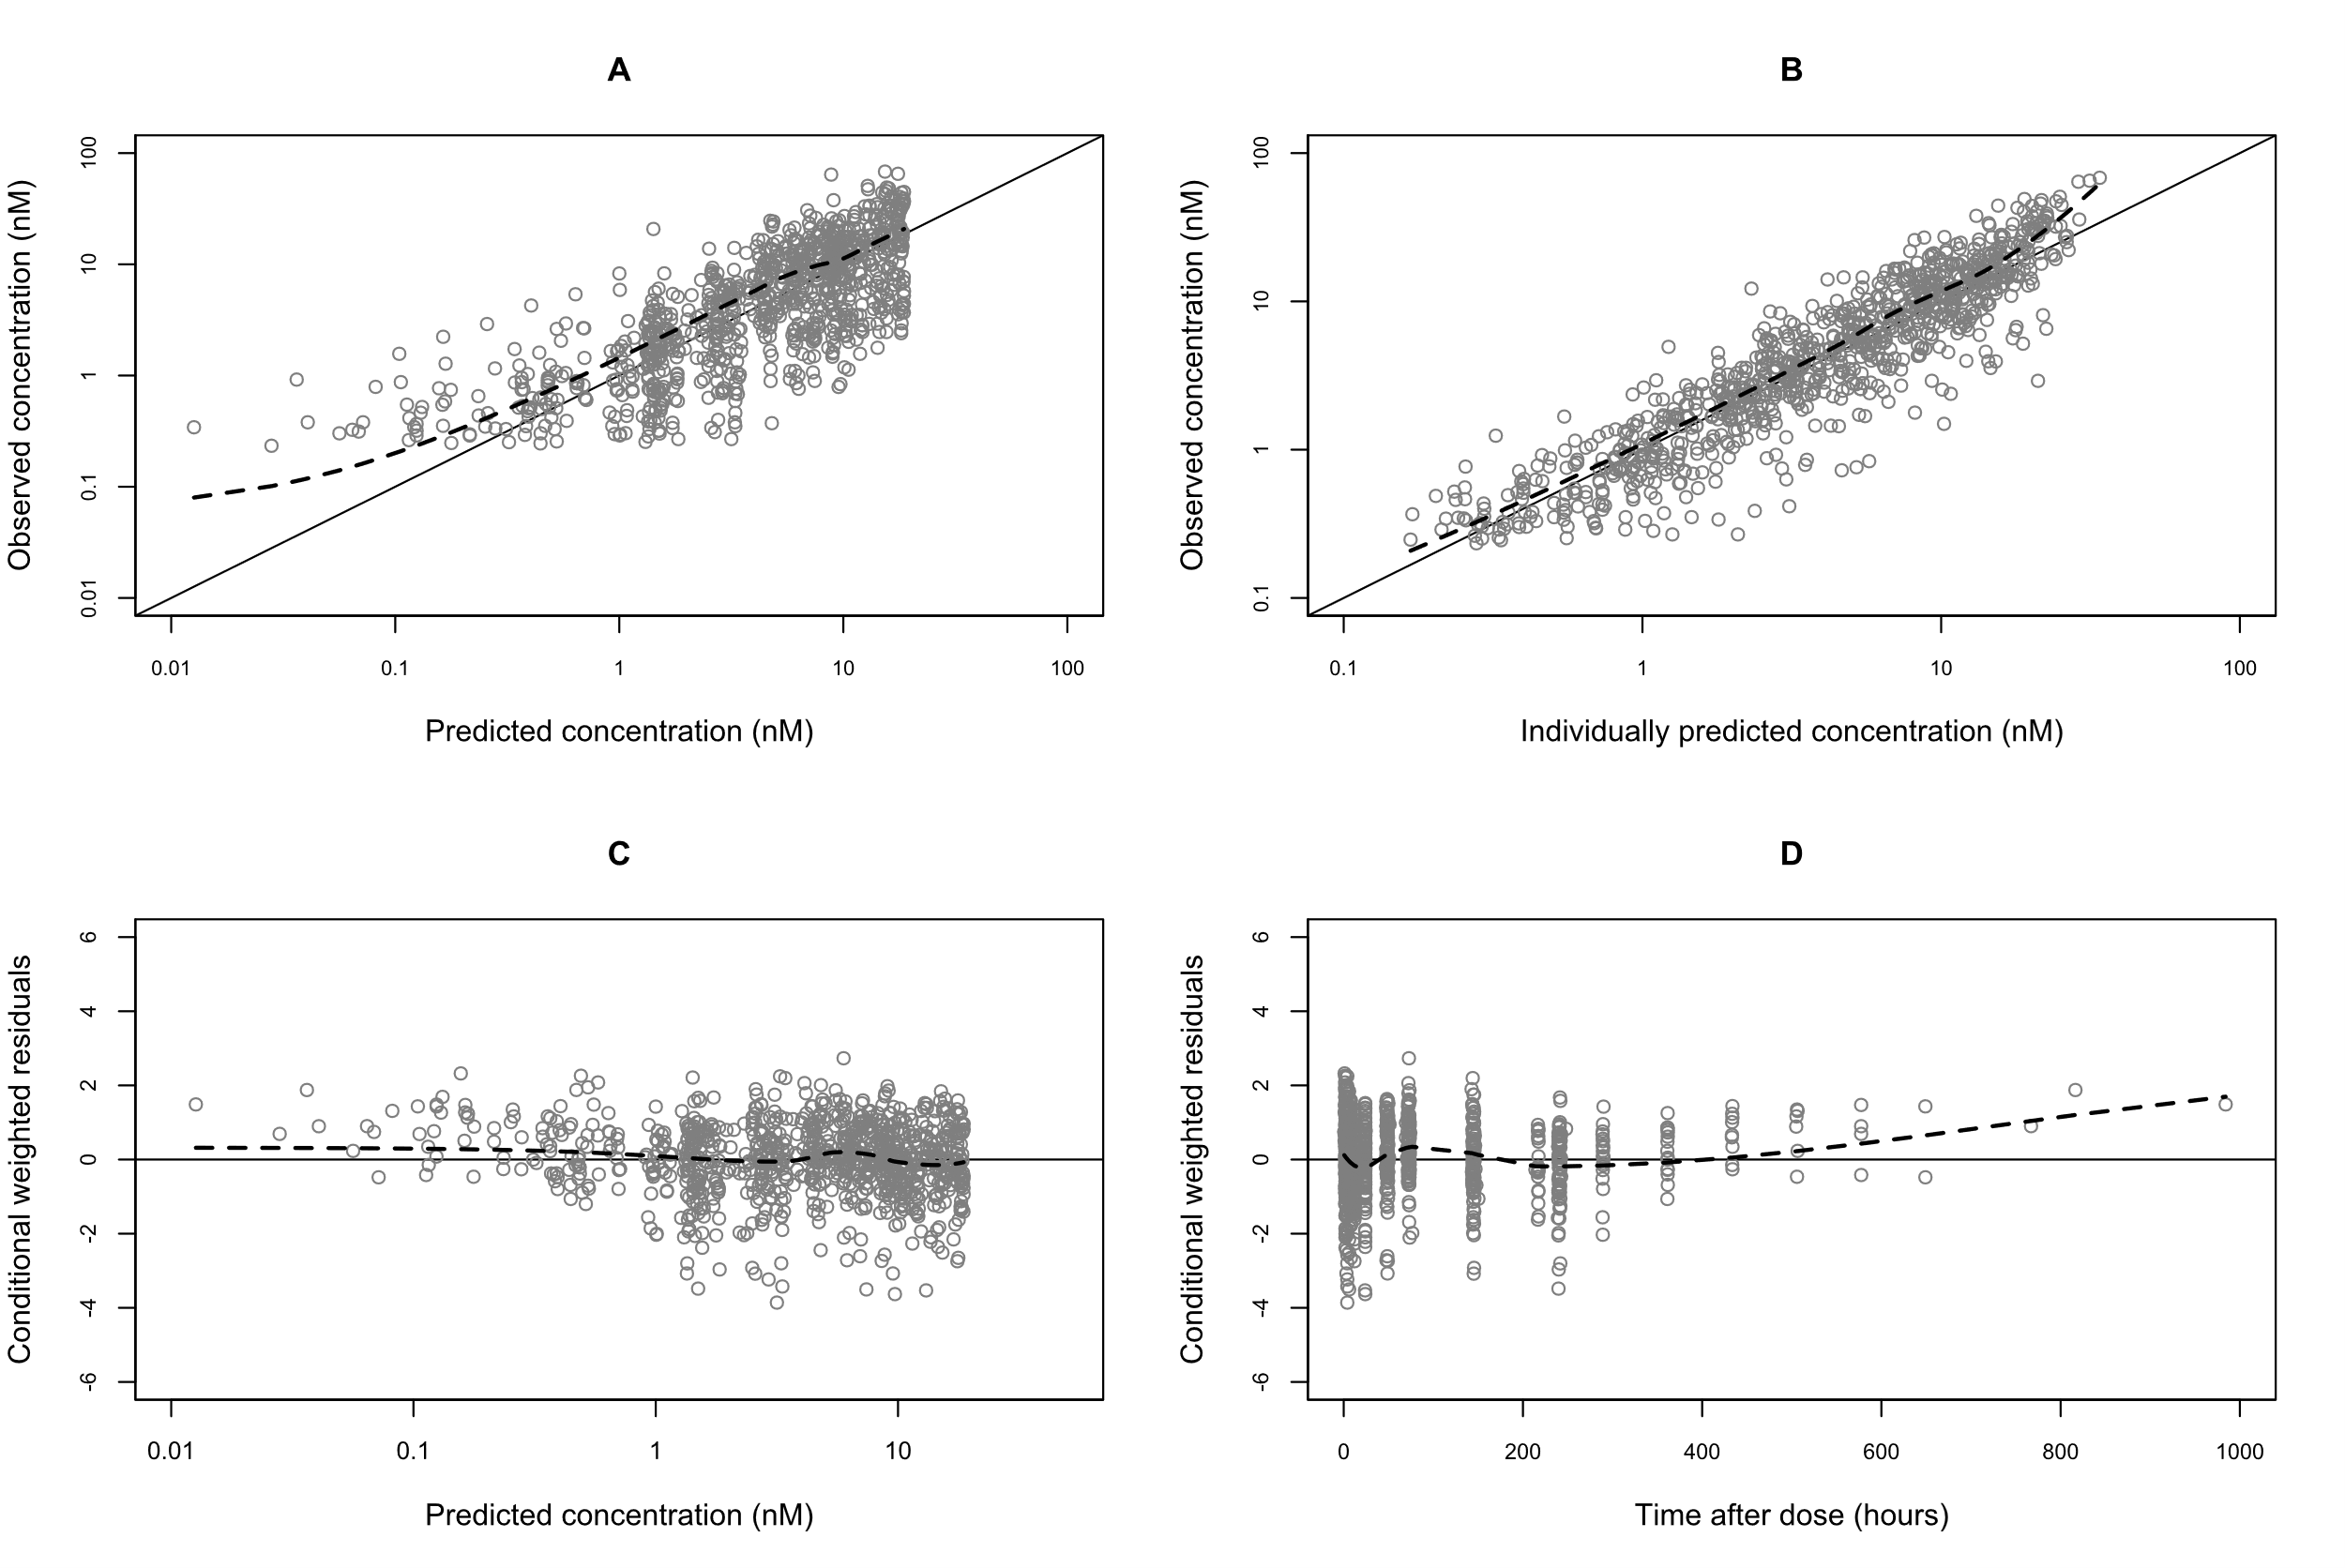 A
Observed concentration (nM)
100
10
1
0.1
0.01
0.01 0.1 1 10 100
Predicted concentration (nM)
B
Observed concentration (nM)
100
10
1
0.1
0.1 1 10 100
Individually predicted concentration (nM)
C
Conditional weighted residuals
6
4
2
0
-2
-4
-6
0.01 0.1 1 10
Predicted concentration (nM)
D
Conditional weighted residuals
6
4
2
0
-2
-4
-6
0 200 400 600 800 1000
Time after dose (hours)